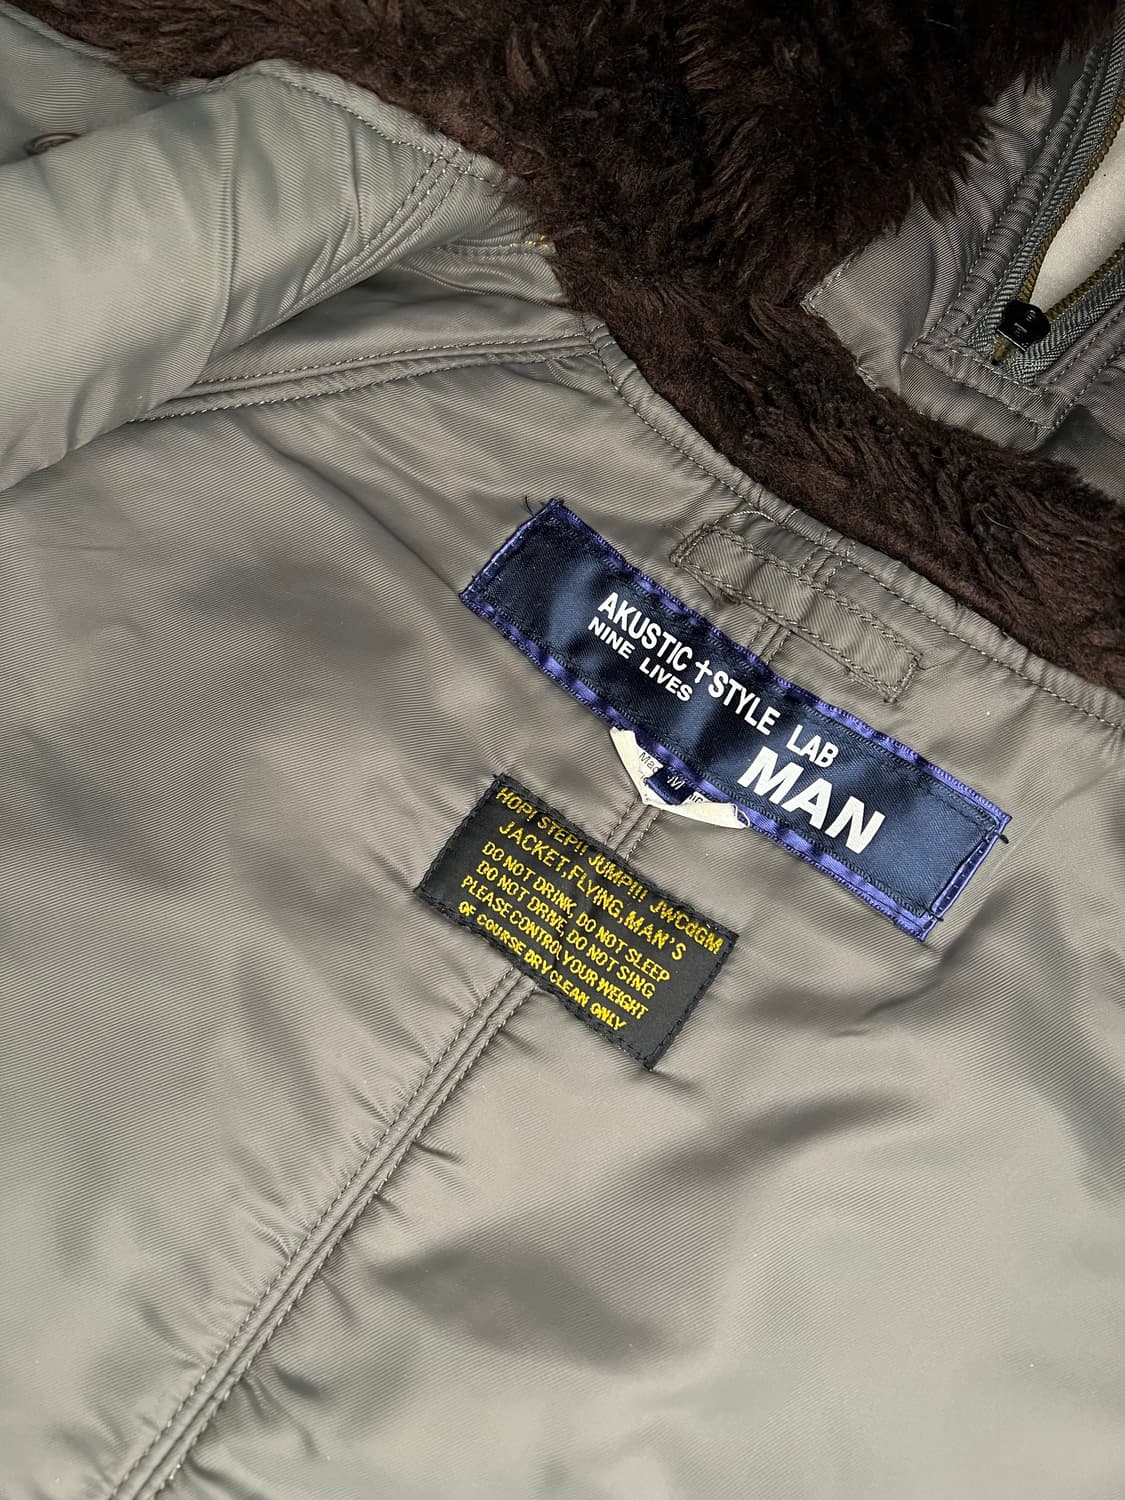 AKUSTIC + STYLE LAB
NINE LIVES
MAN
M
HOP! STEP!! JUMP!!! JWCdGM
JACKET, FLYING, MAN'S
DO NOT DRINK, DO NOT SLEEP
DO NOT DRIVE, DO NOT SING
PLEASE CONTROL YOUR WEIGHT
OF COURSE DRY CLEAN ONLY